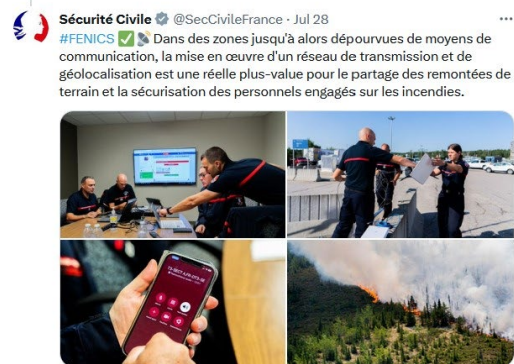 Sécurité Civile @SecCivileFrance · Jul 28
#FENICS ✅📡 Dans des zones jusqu'à alors dépourvues de moyens de
communication, la mise en œuvre d'un réseau de transmission et de
géolocalisation est une réelle plus-value pour le partage des remontées de
terrain et la sécurisation des personnels engagés sur les incendies.